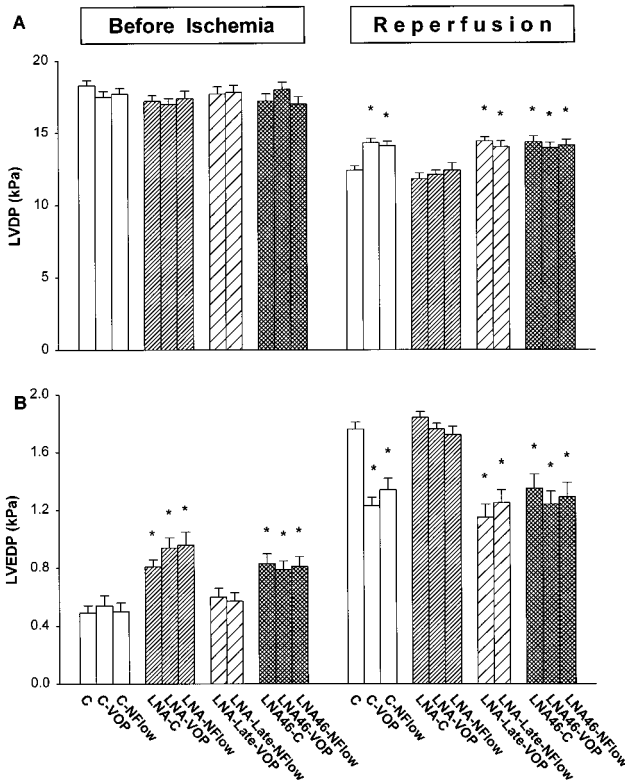 Before Ischemia
Reperfusion
A
LVDP (kPa)
20
15
10
5
0
* * * * * * *
B
LVEDP (kPa)
2.0
1.6
1.2
0.8
0.4
0.0
* * * * * *
* * * * * * *
C
C-VOP
C-NFlow
LNA-C
LNA-VOP
LNA-NFlow
LNA-Late-VOP
LNA-Late-NFlow
LNA46-C
LNA46-VOP
LNA46-NFlow
C
C-VOP
C-NFlow
LNA-C
LNA-VOP
LNA-NFlow
LNA-Late-VOP
LNA-Late-NFlow
LNA46-C
LNA46-VOP
LNA46-NFlow